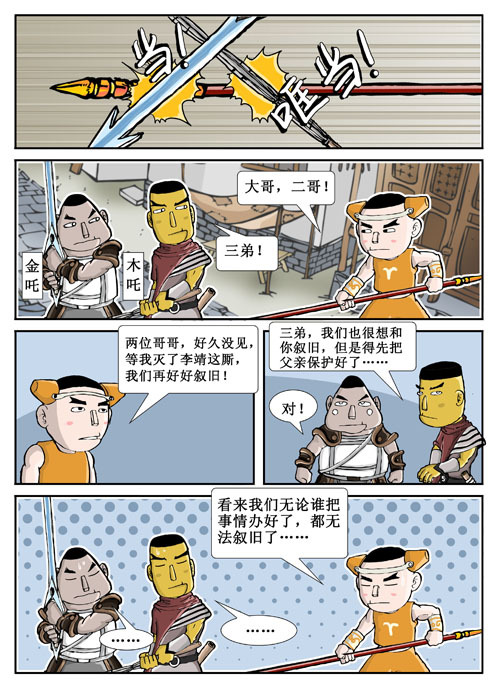 当！
哐当！
大哥，二哥！
三弟！
金吒
木吒
两位哥哥，好久没见，
等我灭了李靖这厮，
我们再好好叙旧！
三弟，我们也很想和
你叙旧，但是得先把
父亲保护好了……
对！
看来我们无论谁把
事情办好了，都无
法叙旧了……
……
……